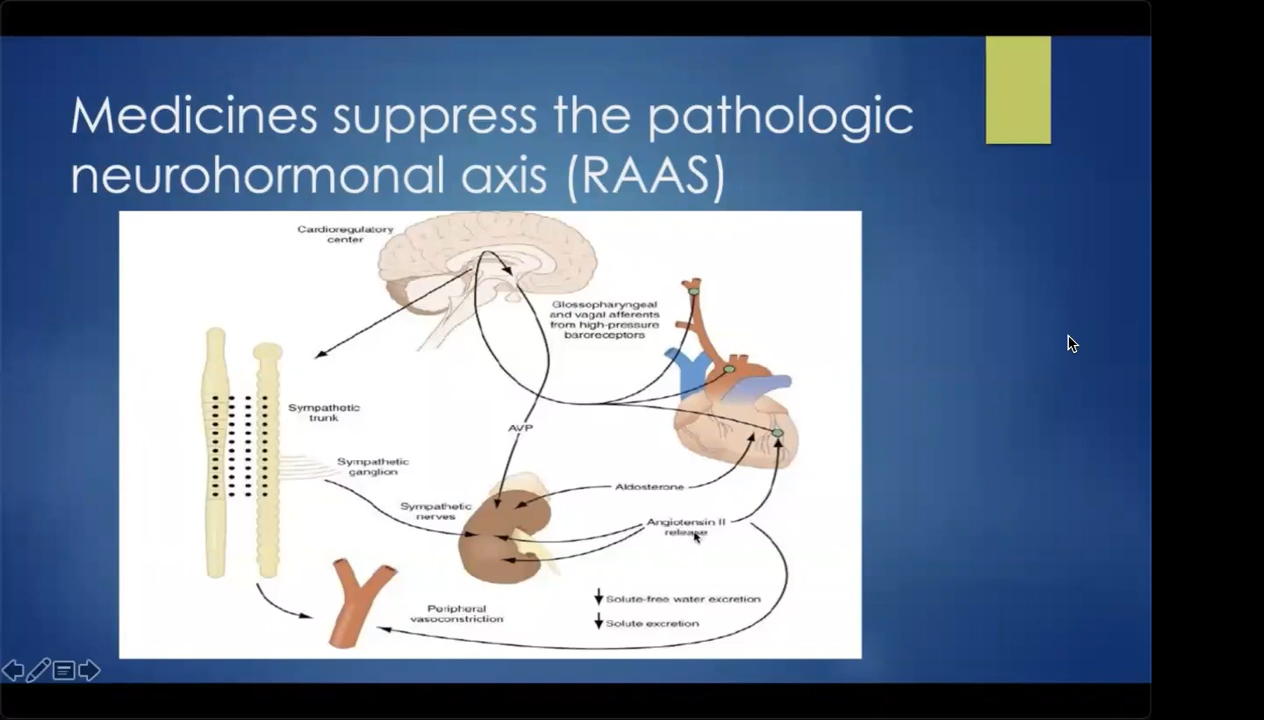 Medicines suppress the pathologic
neurohormonal axis (RAAS)
Cardioregulatory
center
Glossopharyngeal
and vagal afferents
from high-pressure
baroreceptors
Sympathetic
trunk
AVP
Sympathetic
ganglion
Aldosterone
Sympathetic
nerves
Angiotensin II
release
Solute-free water excretion
Peripheral
vasoconstriction
Solute excretion